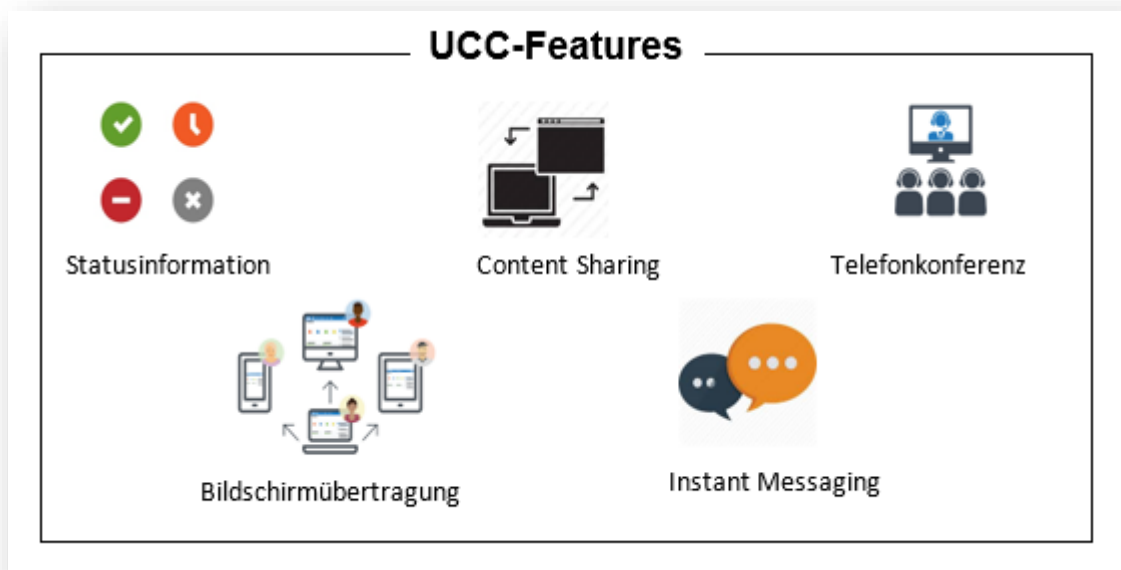 UCC-Features
Statusinformation
Content Sharing
Telefonkonferenz
Bildschirmübertragung
Instant Messaging